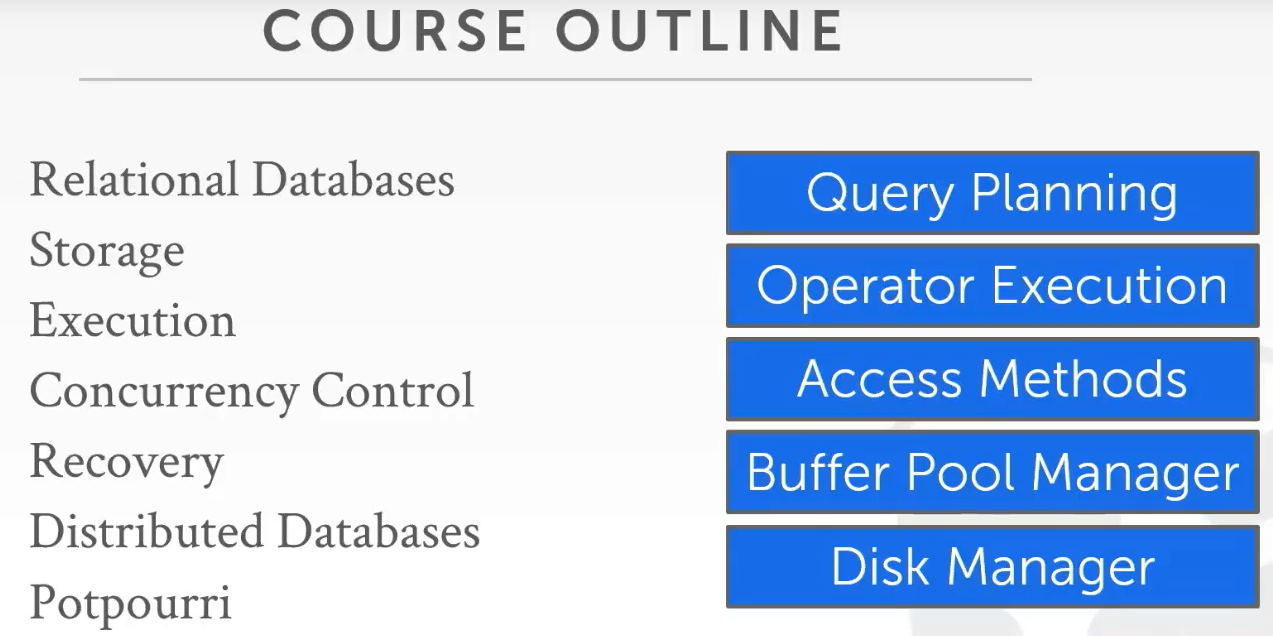 COURSE OUTLINE
Relational Databases
Storage
Execution
Concurrency Control
Recovery
Distributed Databases
Potpourri
Query Planning
Operator Execution
Access Methods
Buffer Pool Manager
Disk Manager